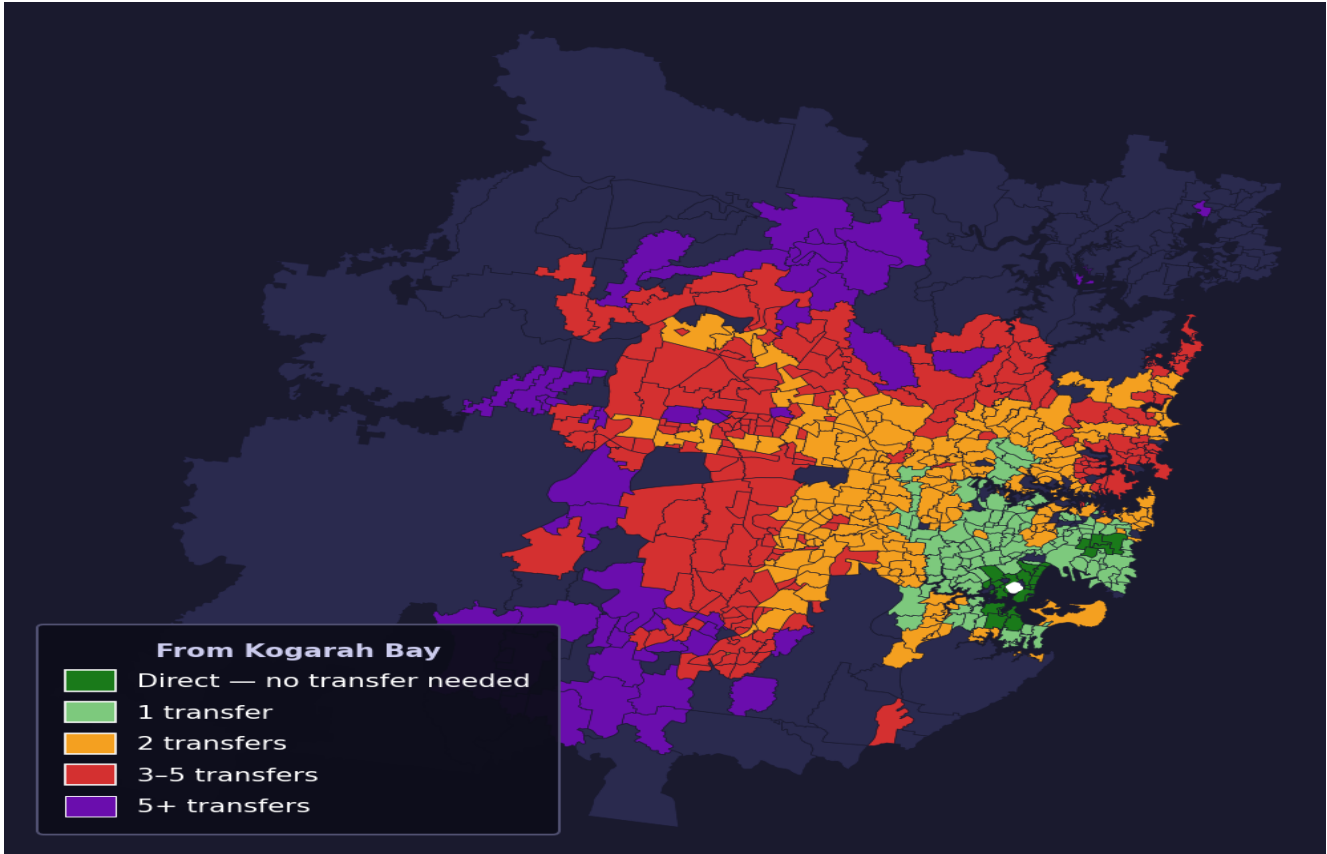 From Kogarah Bay
Direct — no transfer needed
1 transfer
2 transfers
3–5 transfers
5+ transfers